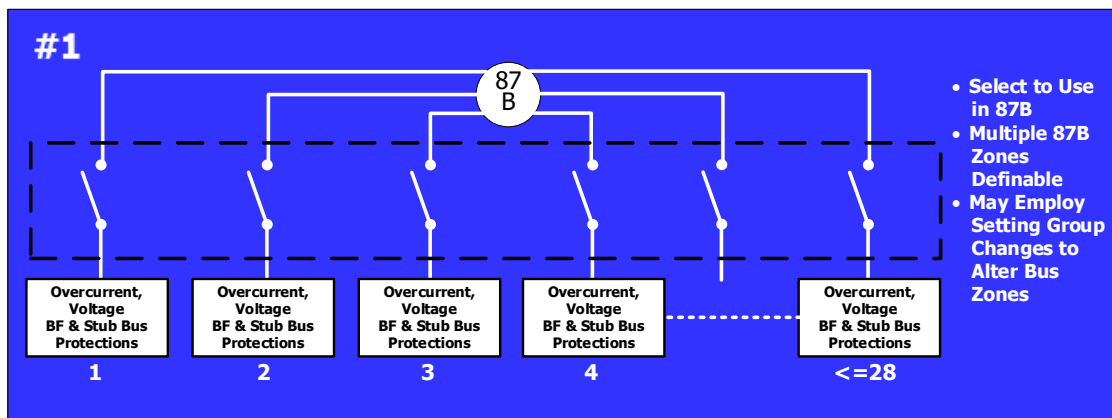 #1
87
B
• Select to Use
in 87B
• Multiple 87B
Zones
Definable
• May Employ
Setting Group
Changes to
Alter Bus
Zones
Overcurrent,
Voltage
BF & Stub Bus
Protections
1
Overcurrent,
Voltage
BF & Stub Bus
Protections
2
Overcurrent,
Voltage
BF & Stub Bus
Protections
3
Overcurrent,
Voltage
BF & Stub Bus
Protections
4
Overcurrent,
Voltage
BF & Stub Bus
Protections
<=28